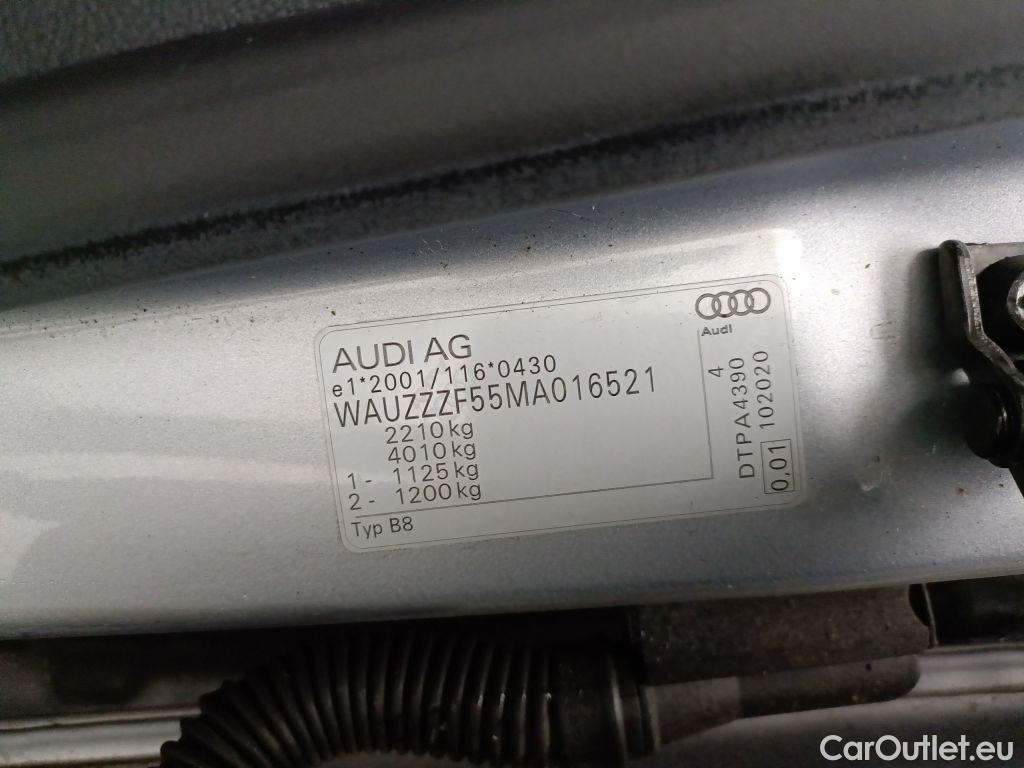 AUDI AG
e1*2001/116*0430
WAUZZZF55MA016521
2210 kg
4010 kg
1- 1125 kg
2- 1200 kg
Typ B8
Audi
4
DTPA4390
0,01 102020
CarOutlet.eu